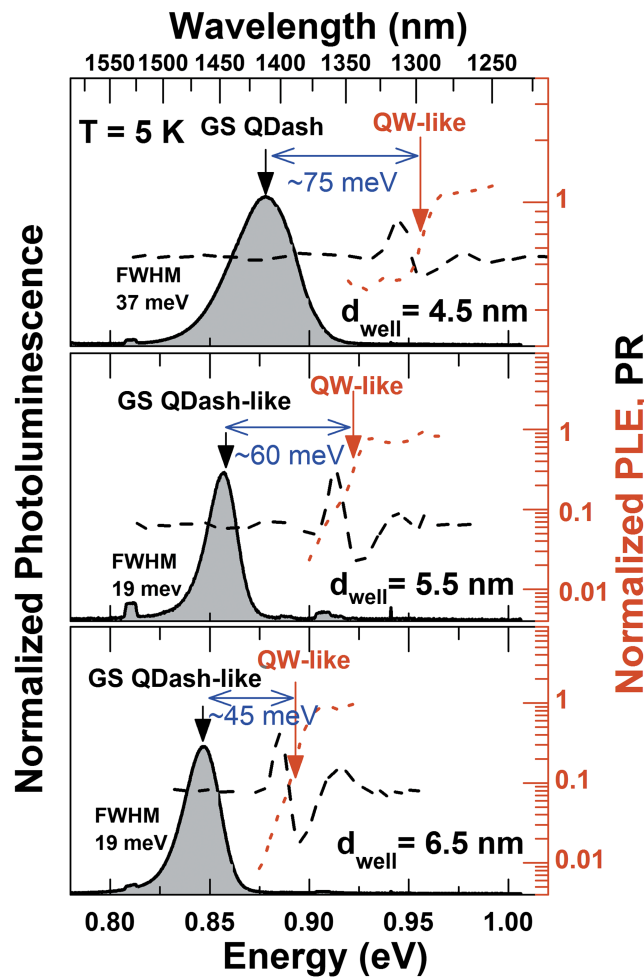 Wavelength (nm)
1550 1500 1450 1400 1350 1300 1250
T = 5 K
GS QDash
QW-like
~75 meV
FWHM
37 meV
d_well = 4.5 nm
1
GS QDash-like
QW-like
~60 meV
FWHM
19 mev
d_well = 5.5 nm
1
0.1
0.01
GS QDash-like
QW-like
~45 meV
FWHM
19 meV
d_well = 6.5 nm
1
0.1
0.01
0.80 0.85 0.90 0.95 1.00
Energy (eV)
Normalized Photoluminescence
Normalized PLE, PR